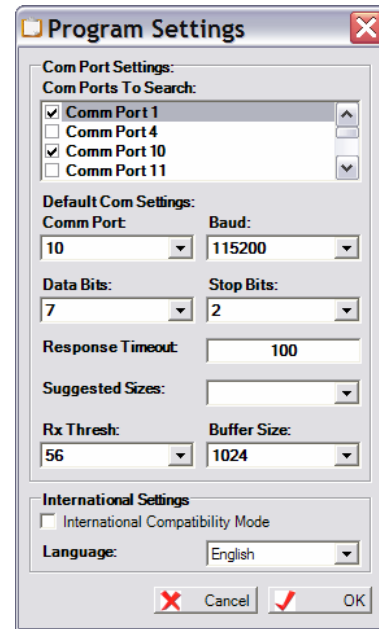 Program Settings
Com Port Settings:
Com Ports To Search:
Comm Port 1
Comm Port 4
Comm Port 10
Comm Port 11
Default Com Settings:
Comm Port: Baud:
10 115200
Data Bits: Stop Bits:
7 2
Response Timeout: 100
Suggested Sizes:
Rx Thresh: Buffer Size:
56 1024
International Settings
International Compatibility Mode
Language: English
Cancel OK